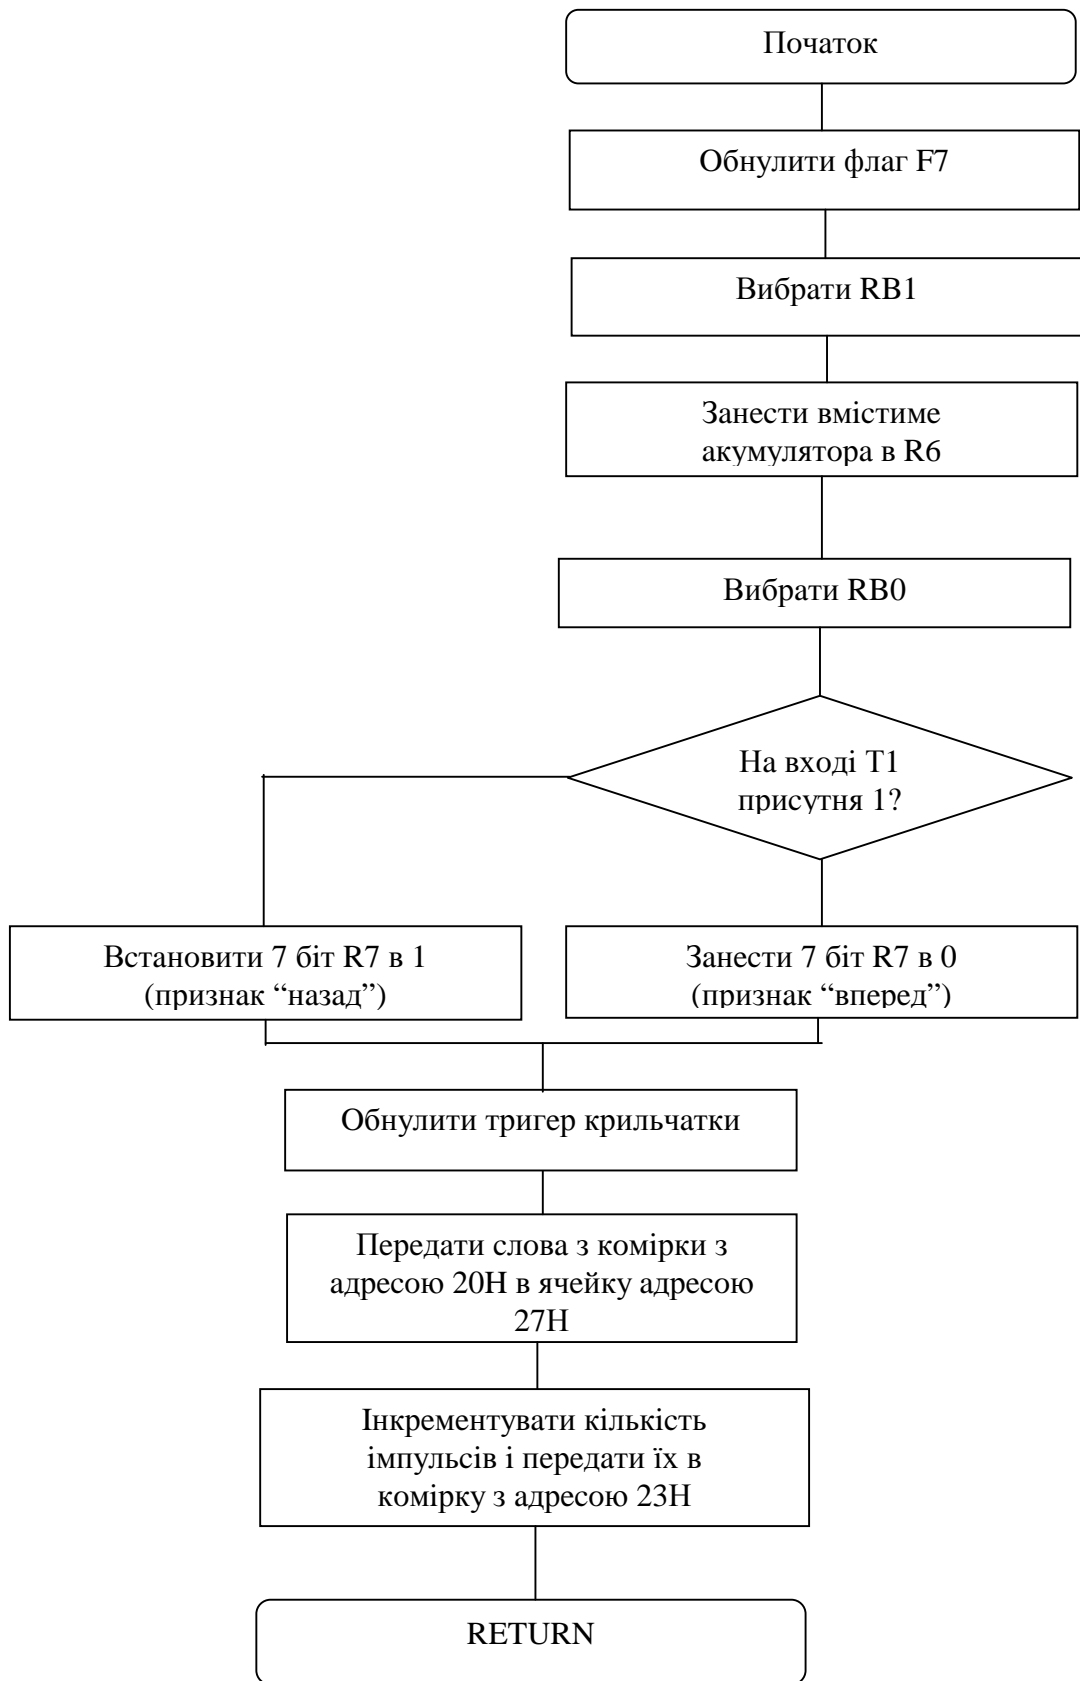 Початок
Обнулити флаг F7
Вибрати RB1
Занести вмістиме
акумулятора в R6
Вибрати RB0
На вході T1
присутня 1?
Встановити 7 біт R7 в 1
(признак “назад”)
Занести 7 біт R7 в 0
(признак “вперед”)
Обнулити тригер крильчатки
Передати слова з комірки з
адресою 20H в ячейку адресою
27H
Інкрементувати кількість
імпульсів і передати їх в
комірку з адресою 23H
RETURN